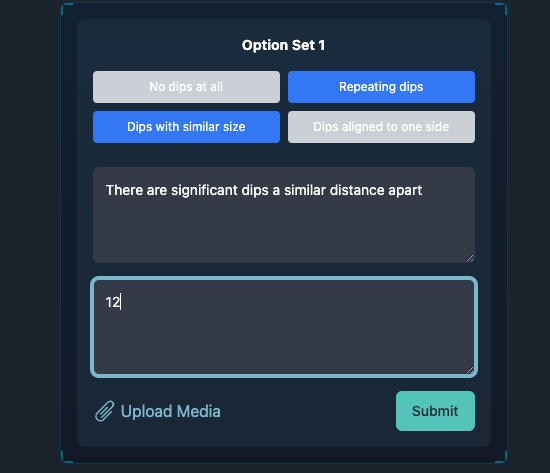 Option Set 1
No dips at all
Repeating dips
Dips with similar size
Dips aligned to one side
There are significant dips a similar distance apart
12
Upload Media
Submit